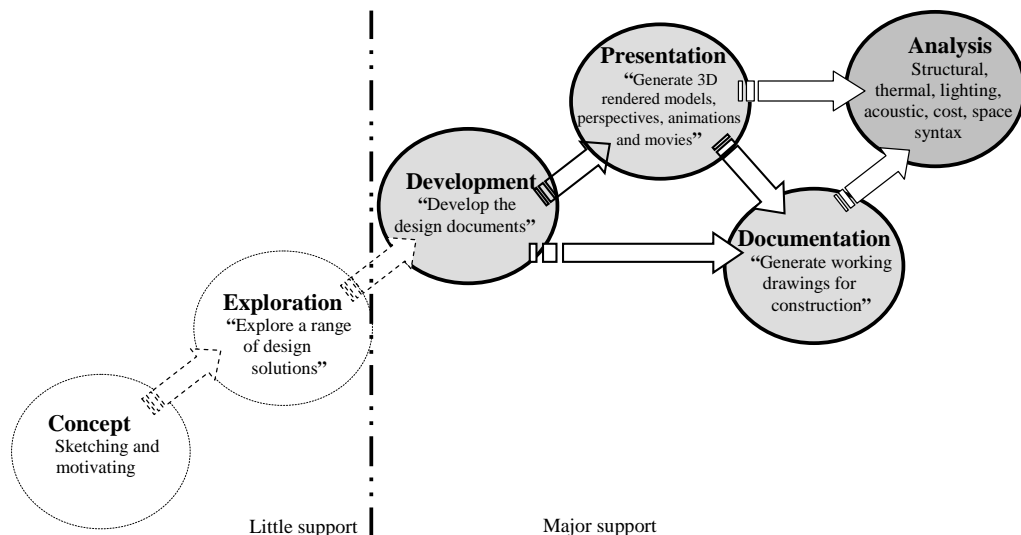 Presentation
“Generate 3D
rendered models,
perspectives, animations
and movies”
Analysis
Structural,
thermal, lighting,
acoustic, cost, space
syntax
Development
“Develop the
design documents”
Documentation
“Generate working
drawings for
construction”
Exploration
“Explore a range
of design
solutions”
Concept
Sketching and
motivating
Little support
Major support